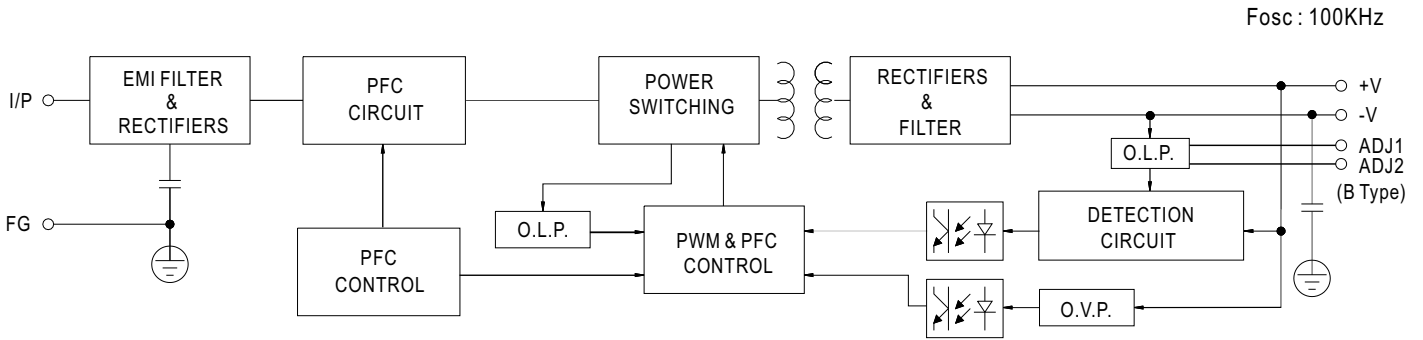 Fosc : 100KHz
I/P
EMI FILTER
&
RECTIFIERS
PFC
CIRCUIT
POWER
SWITCHING
RECTIFIERS
&
FILTER
+V
-V
O.L.P.
ADJ1
ADJ2
(B Type)
FG
O.L.P.
PFC
CONTROL
PWM & PFC
CONTROL
DETECTION
CIRCUIT
O.V.P.